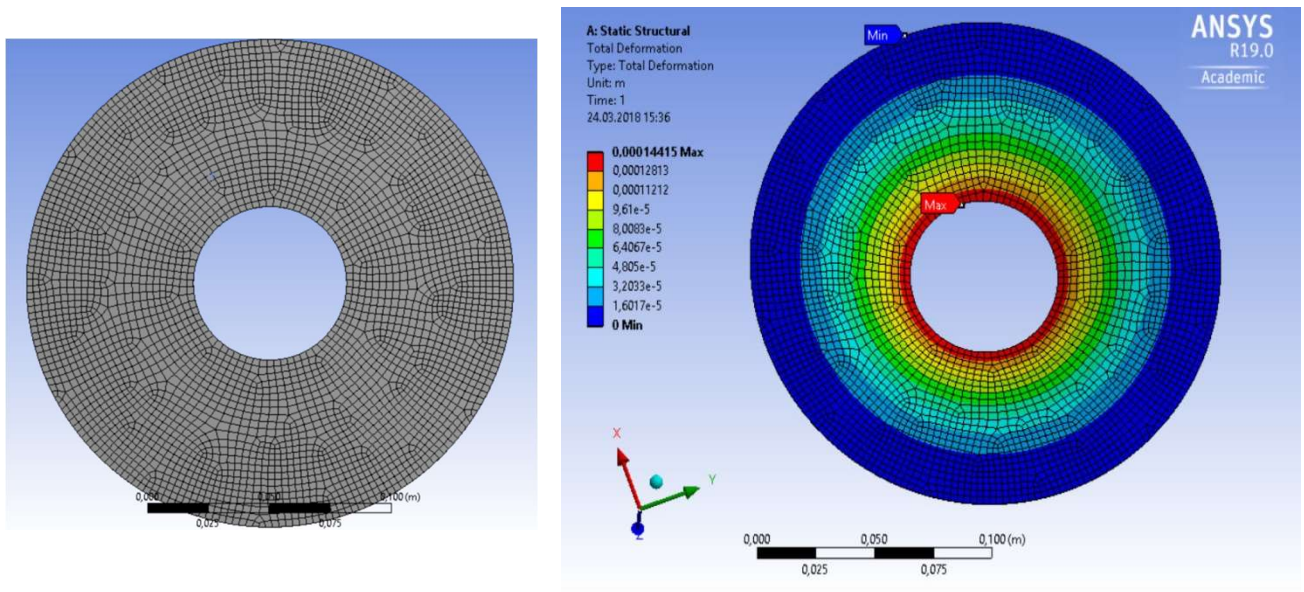 0,000
0,050
0,100 (m)
0,025
0,075
A: Static Structural
Total Deformation
Type: Total Deformation
Unit: m
Time: 1
24.03.2018 15:36
0,00014415 Max
0,00012813
0,00011212
9,61e-5
8,0083e-5
6,4067e-5
4,805e-5
3,2033e-5
1,6017e-5
0 Min
Min
Max
ANSYS
R19.0
Academic
X
Y
Z
0,000
0,050
0,100 (m)
0,025
0,075